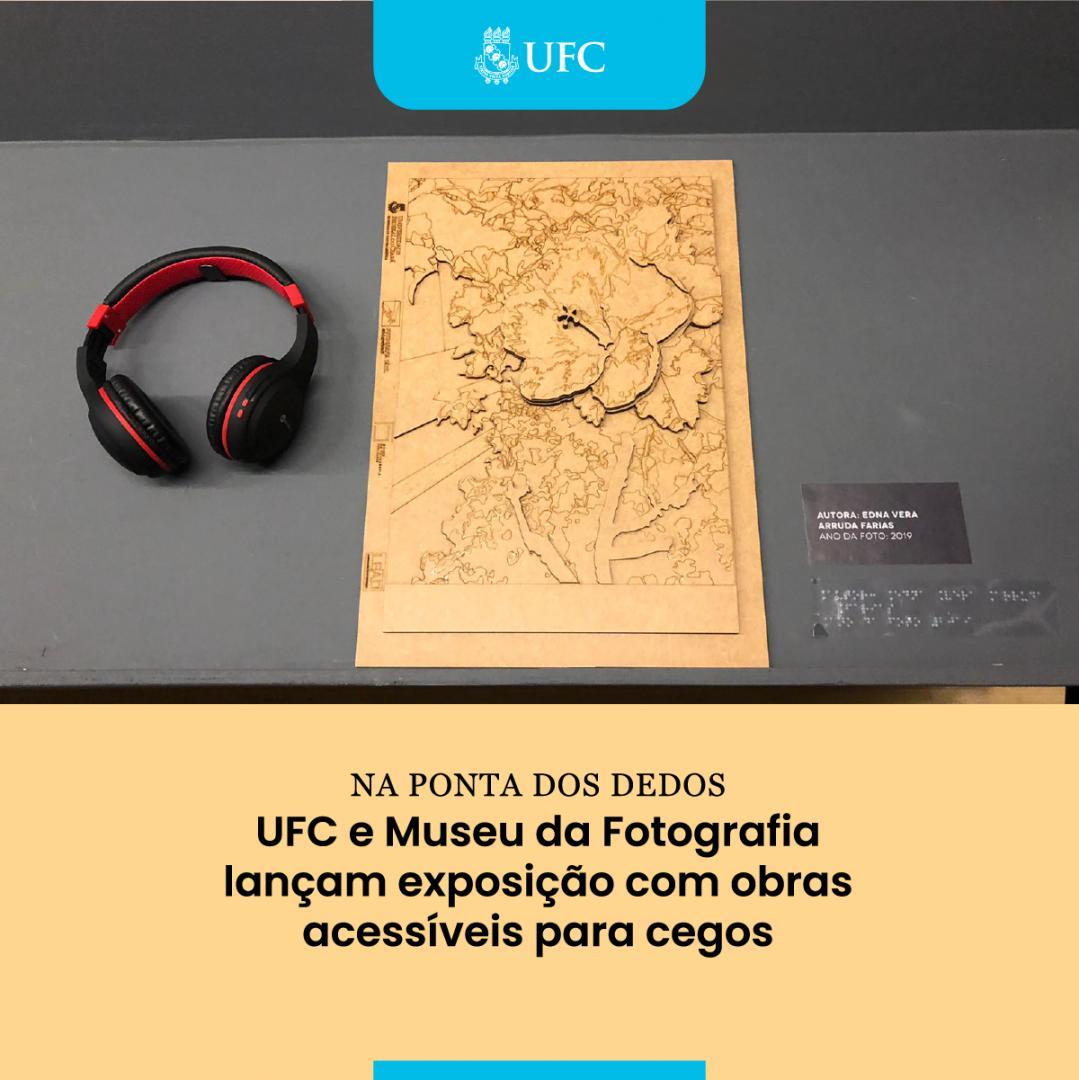 UFC
AUTORA: EDNA VERA
ARRUDA FARIAS
ANO DA FOTO: 2019
LEAU
NA PONTA DOS DEDOS
UFC e Museu da Fotografia
lançam exposição com obras
acessíveis para cegos